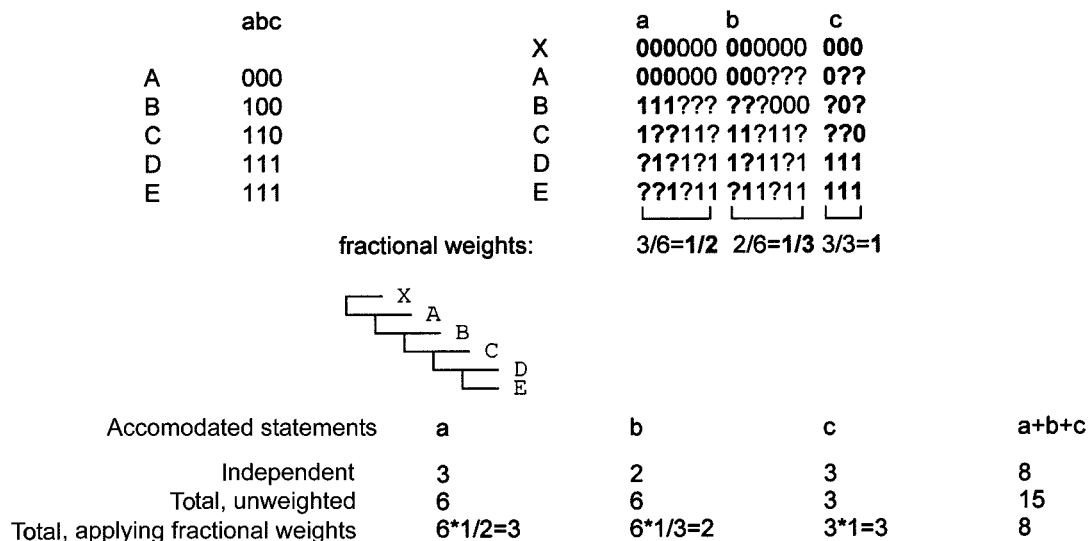 abc a b c
X 000000 000000 000
A 000 A 000000 000??? 0??
B 100 B 111??? ???000 ?0?
C 110 C 1??11? 11?11? ??0
D 111 D ?1?1?1 1?11?1 111
E 111 E ??1?11 ?11?11 111
fractional weights: 3/6=1/2 2/6=1/3 3/3=1
X
A
B
C
D
E
Accomodated statements a b c a+b+c
Independent 3 2 3 8
Total, unweighted 6 6 3 15
Total, applying fractional weights 6*1/2=3 6*1/3=2 3*1=3 8